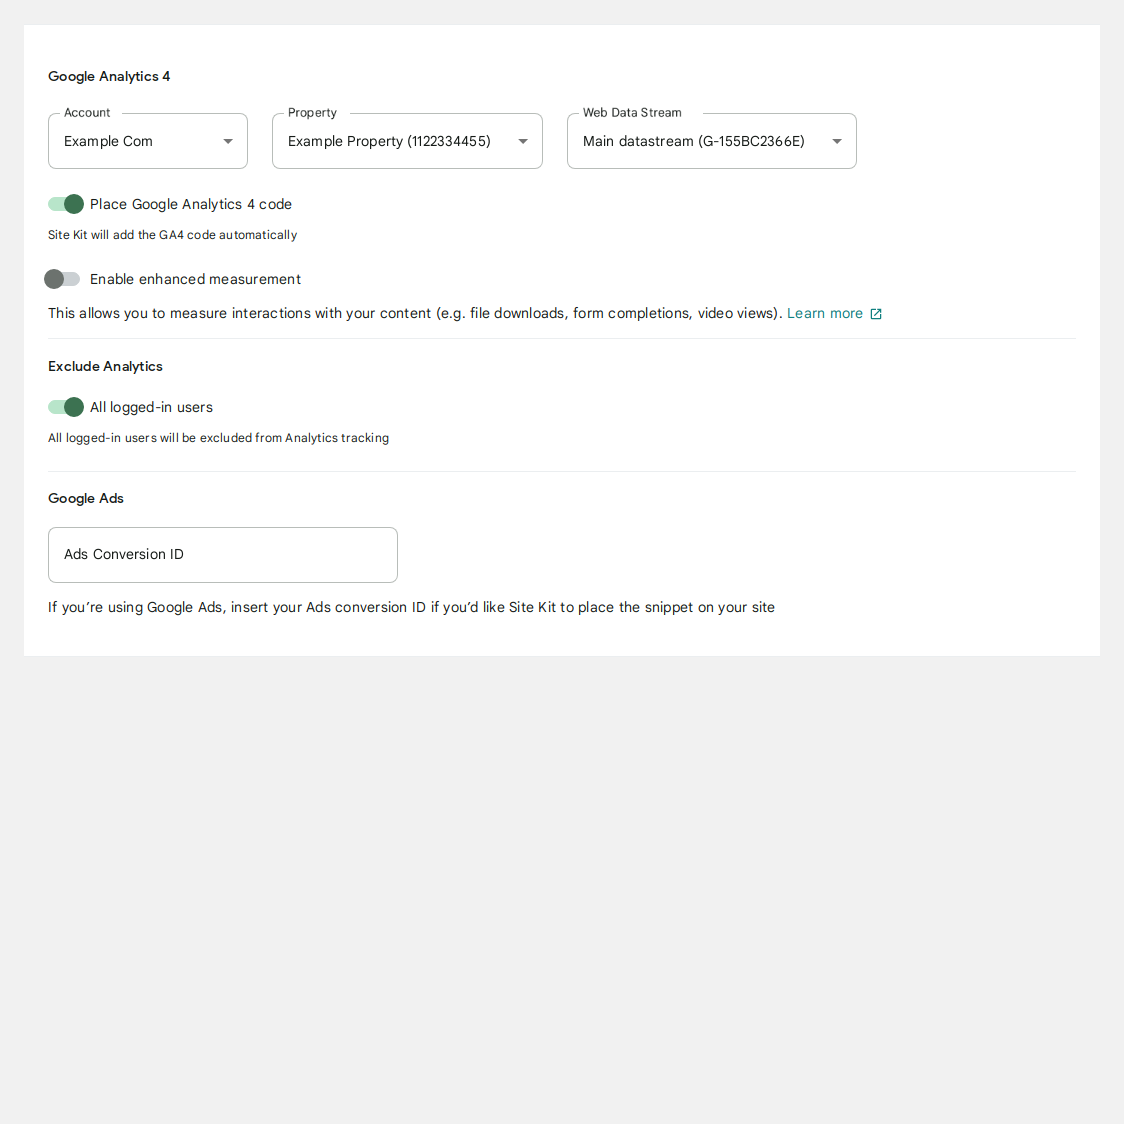 Google Analytics 4
Account
Property
Web Data Stream
Example Com
Example Property (1122334455)
Main datastream (G-155BC2366E)
Place Google Analytics 4 code
Site Kit will add the GA4 code automatically
Enable enhanced measurement
This allows you to measure interactions with your content (e.g. file downloads, form completions, video views). Learn more
Exclude Analytics
All logged-in users
All logged-in users will be excluded from Analytics tracking
Google Ads
Ads Conversion ID
If you’re using Google Ads, insert your Ads conversion ID if you’d like Site Kit to place the snippet on your site